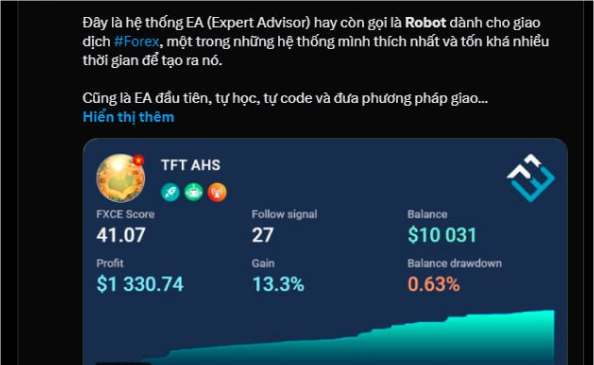 Đây là hệ thống EA (Expert Advisor) hay còn gọi là Robot dành cho giao
dịch #Forex, một trong những hệ thống mình thích nhất và tốn khá nhiều
thời gian để tạo ra nó.
Cũng là EA đầu tiên, tự học, tự code và đưa phương pháp giao...
Hiển thị thêm
TFT AHS
FXCE Score
Follow signal
Balance
41.07
27
$10 031
Profit
Gain
Balance drawdown
$1 330.74
13.3%
0.63%